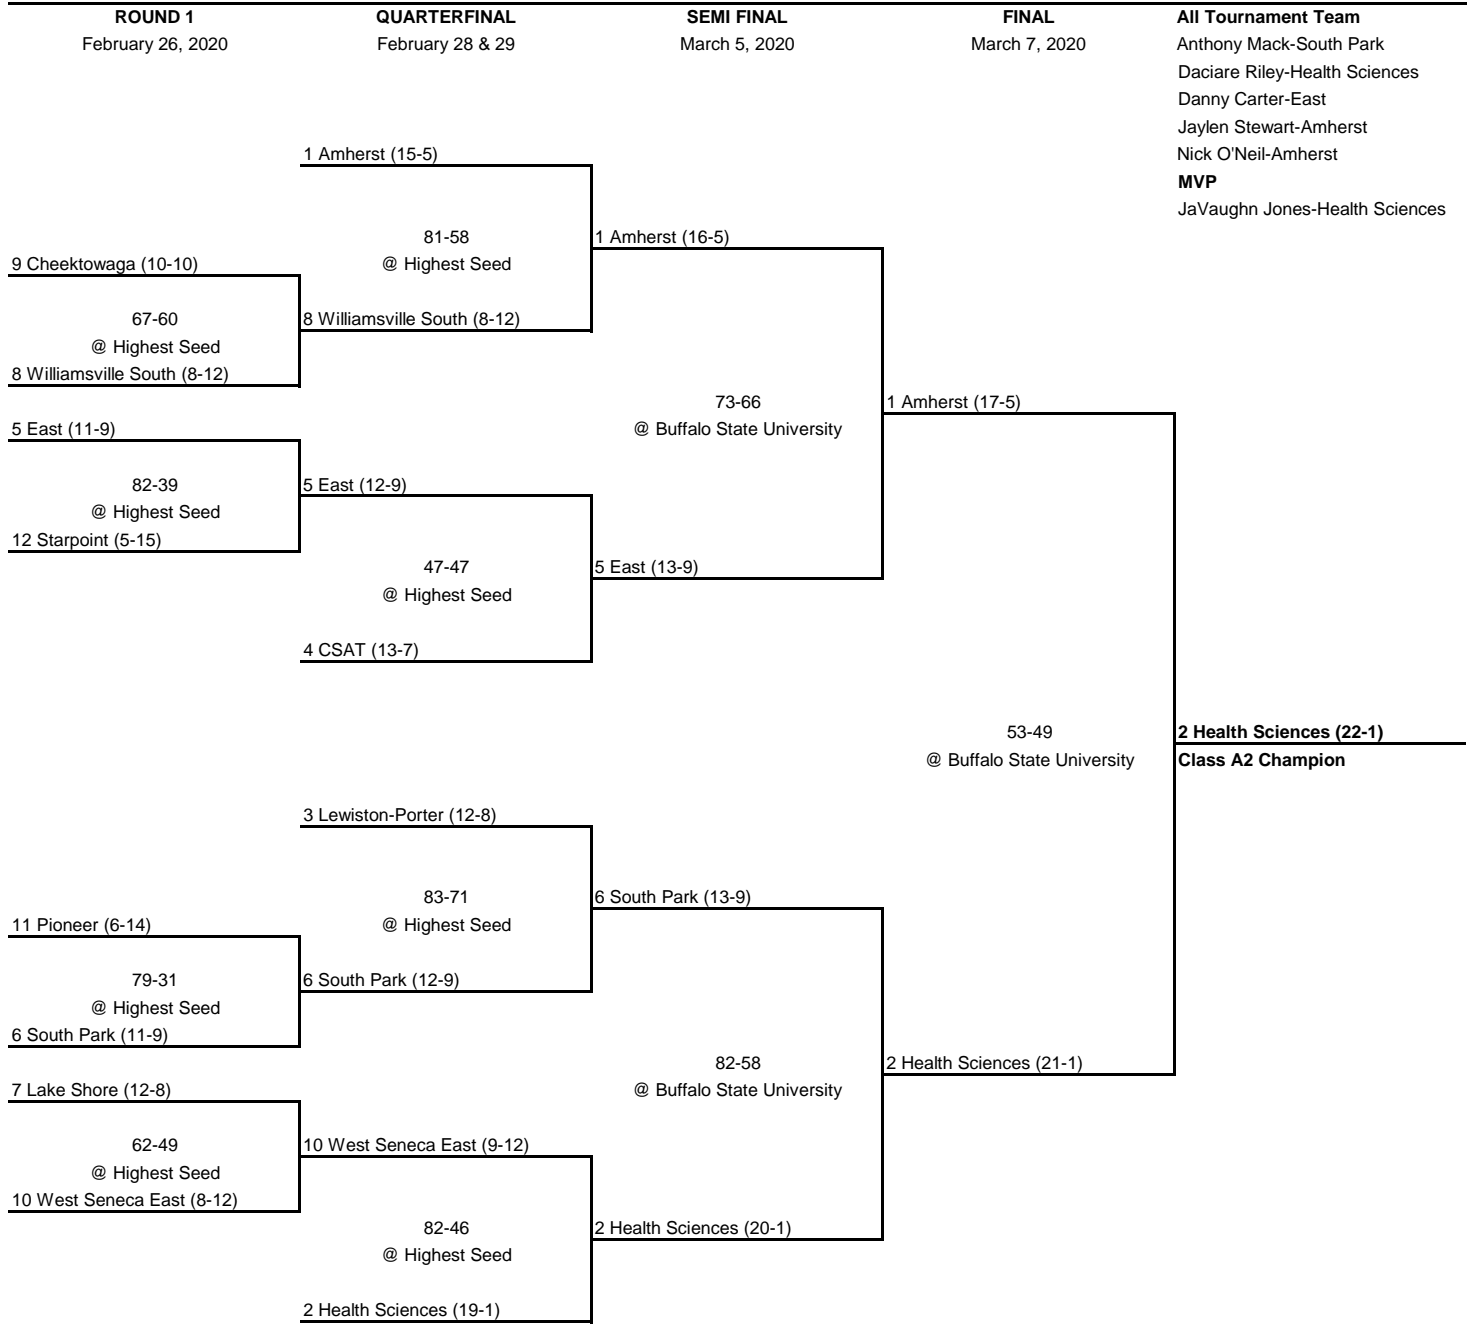 ROUND 1
February 26, 2020
QUARTERFINAL
February 28 & 29
SEMI FINAL
March 5, 2020
FINAL
March 7, 2020
All Tournament Team
Anthony Mack-South Park
Daciare Riley-Health Sciences
Danny Carter-East
Jaylen Stewart-Amherst
Nick O'Neil-Amherst
MVP
JaVaughn Jones-Health Sciences
9 Cheektowaga (10-10)
67-60
@ Highest Seed
8 Williamsville South (8-12)
5 East (11-9)
82-39
@ Highest Seed
12 Starpoint (5-15)
11 Pioneer (6-14)
79-31
@ Highest Seed
6 South Park (11-9)
7 Lake Shore (12-8)
62-49
@ Highest Seed
10 West Seneca East (8-12)
1 Amherst (15-5)
81-58
@ Highest Seed
8 Williamsville South (8-12)
5 East (12-9)
47-47
@ Highest Seed
4 CSAT (13-7)
3 Lewiston-Porter (12-8)
83-71
@ Highest Seed
6 South Park (12-9)
10 West Seneca East (9-12)
82-46
@ Highest Seed
2 Health Sciences (19-1)
1 Amherst (16-5)
73-66
@ Buffalo State University
5 East (13-9)
6 South Park (13-9)
82-58
@ Buffalo State University
2 Health Sciences (20-1)
1 Amherst (17-5)
53-49
@ Buffalo State University
2 Health Sciences (21-1)
2 Health Sciences (22-1)
Class A2 Champion